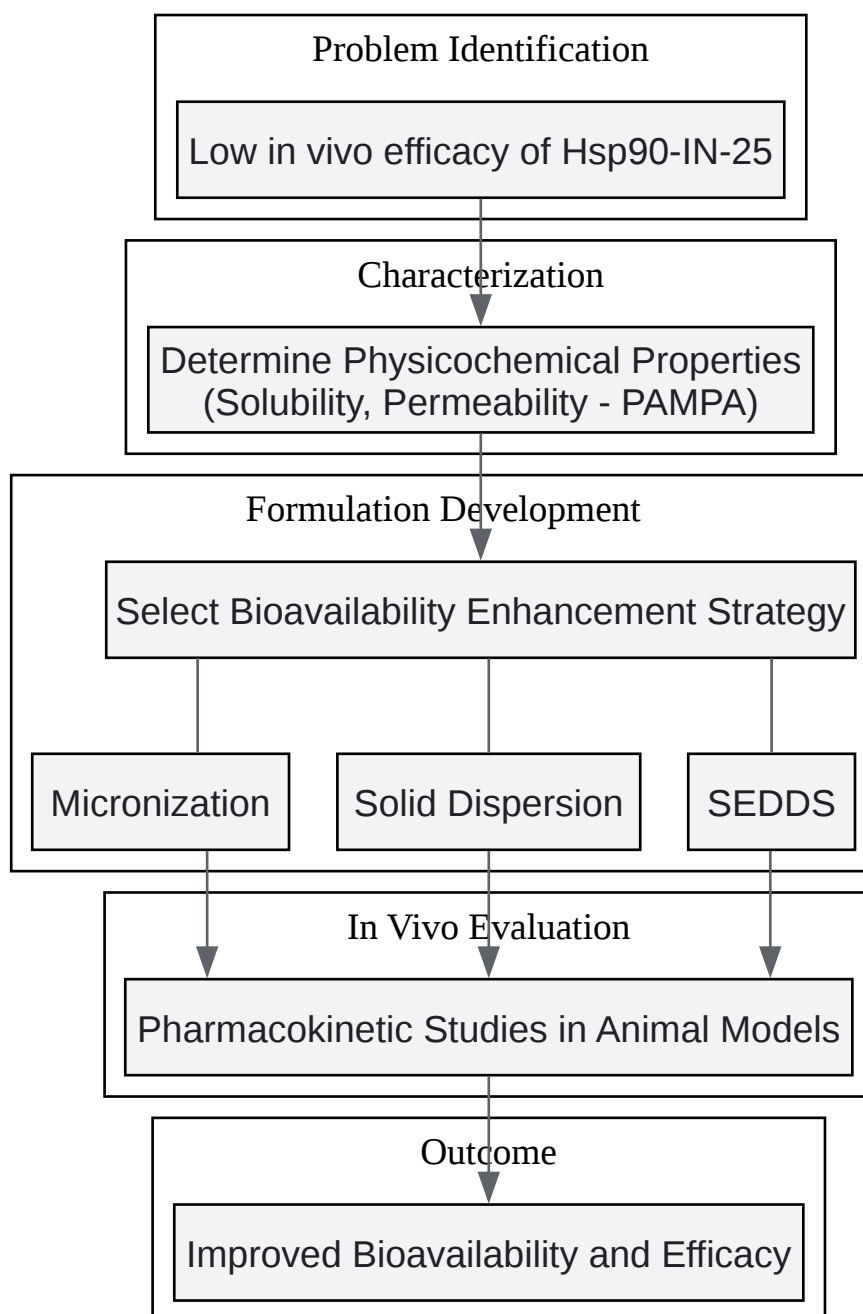 Problem Identification
Low in vivo efficacy of Hsp90-IN-25
Characterization
Determine Physicochemical Properties
(Solubility, Permeability - PAMPA)
Formulation Development
Select Bioavailability Enhancement Strategy
Micronization
Solid Dispersion
SEDDS
In Vivo Evaluation
Pharmacokinetic Studies in Animal Models
Outcome
Improved Bioavailability and Efficacy